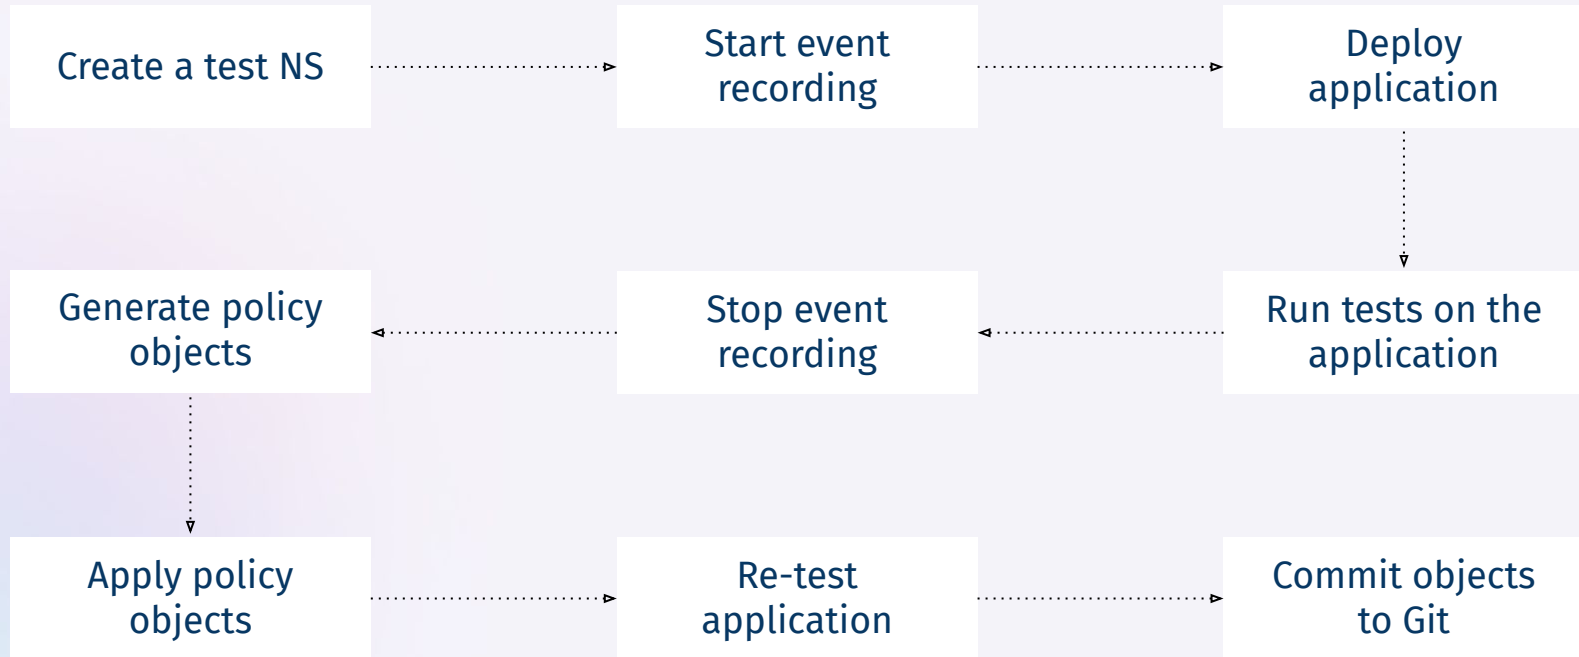 Create a test NS
Start event
recording
Deploy
application
Run tests on the
application
Stop event
recording
Generate policy
objects
Apply policy
objects
Re-test
application
Commit objects
to Git